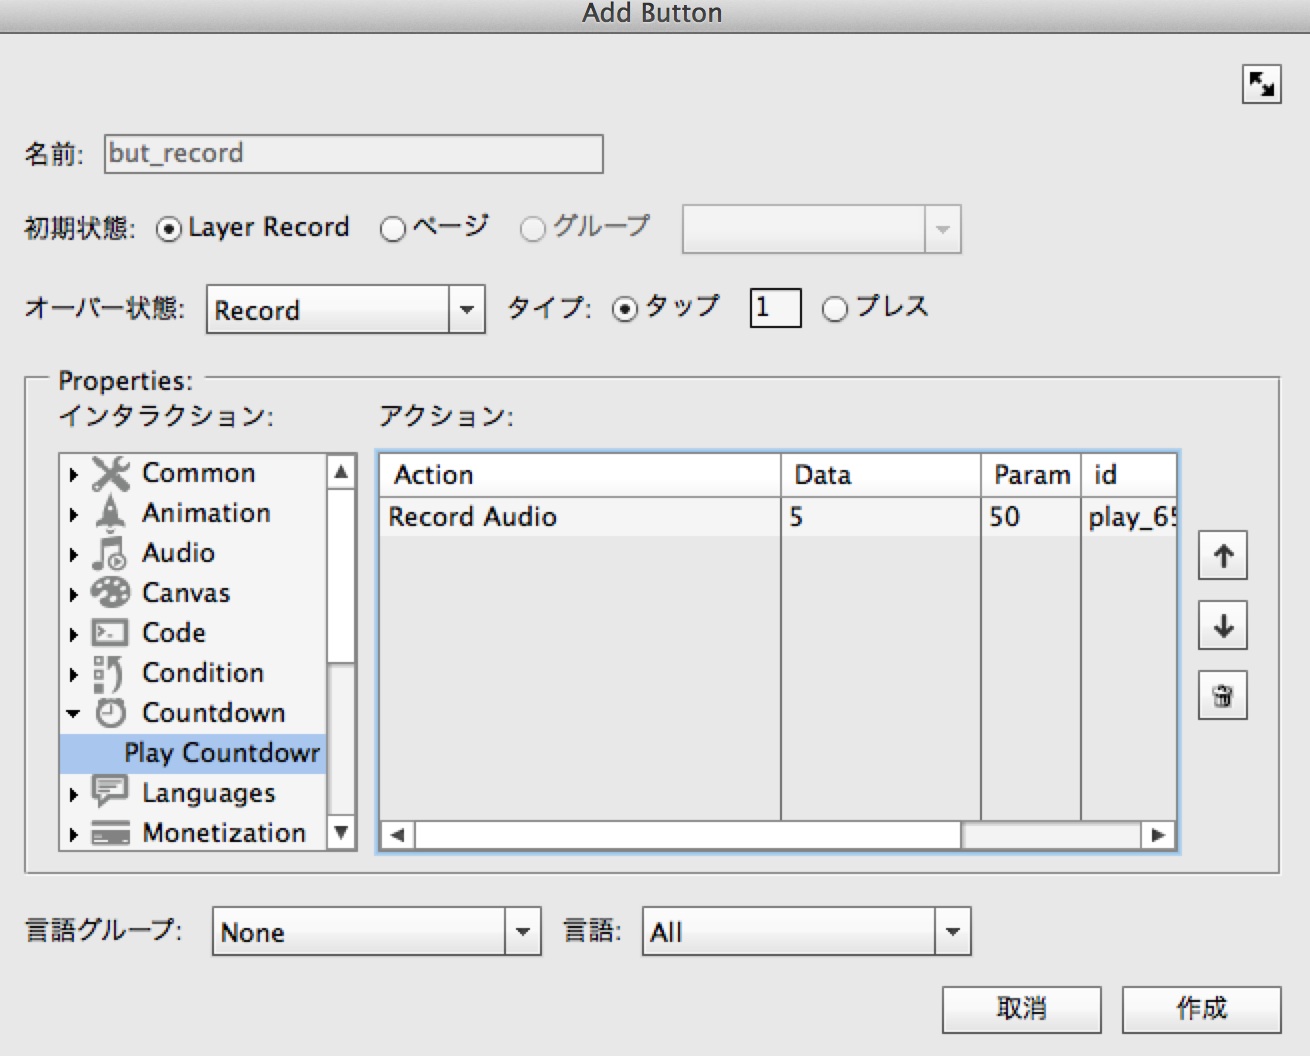 Add Button
名前: but_record
初期状態: Layer Record ページ グループ
オーバー状態: Record タイプ: タップ 1 プレス
Properties:
インタラクション: アクション:
Common
Animation
Audio
Canvas
Code
Condition
Countdown
Play Countdowr
Languages
Monetization
Action Data Param id
Record Audio 5 50 play_65
言語グループ: None 言語: All
取消 作成